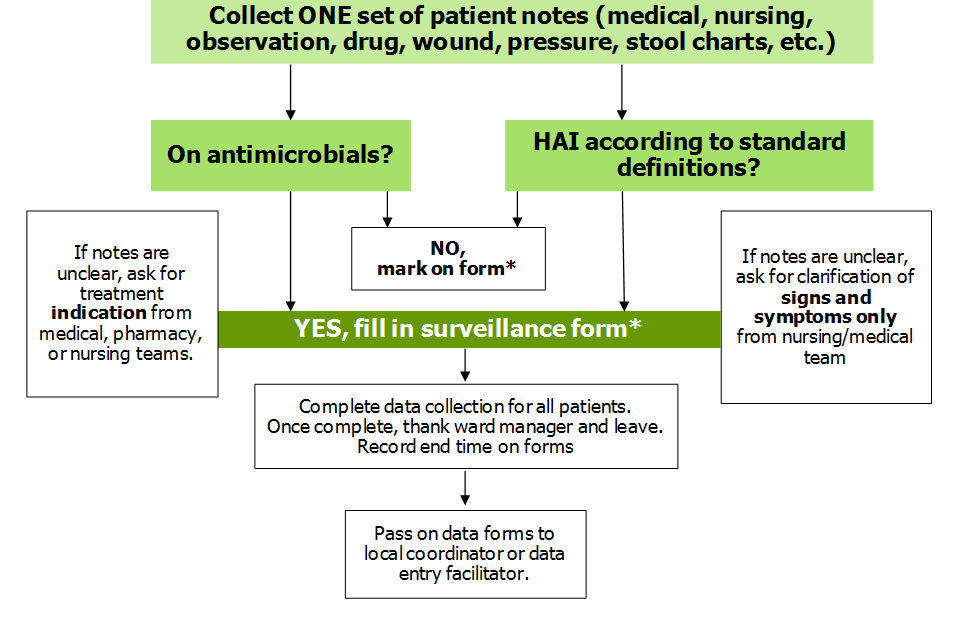 Collect ONE set of patient notes (medical, nursing,
observation, drug, wound, pressure, stool charts, etc.)
On antimicrobials?
HAI according to standard
definitions?
If notes are
unclear, ask for
treatment
indication from
medical, pharmacy,
or nursing teams.
NO,
mark on form*
If notes are unclear,
ask for clarification of
signs and
symptoms only
from nursing/medical
team
YES, fill in surveillance form*
Complete data collection for all patients.
Once complete, thank ward manager and leave.
Record end time on forms
Pass on data forms to
local coordinator or data
entry facilitator.